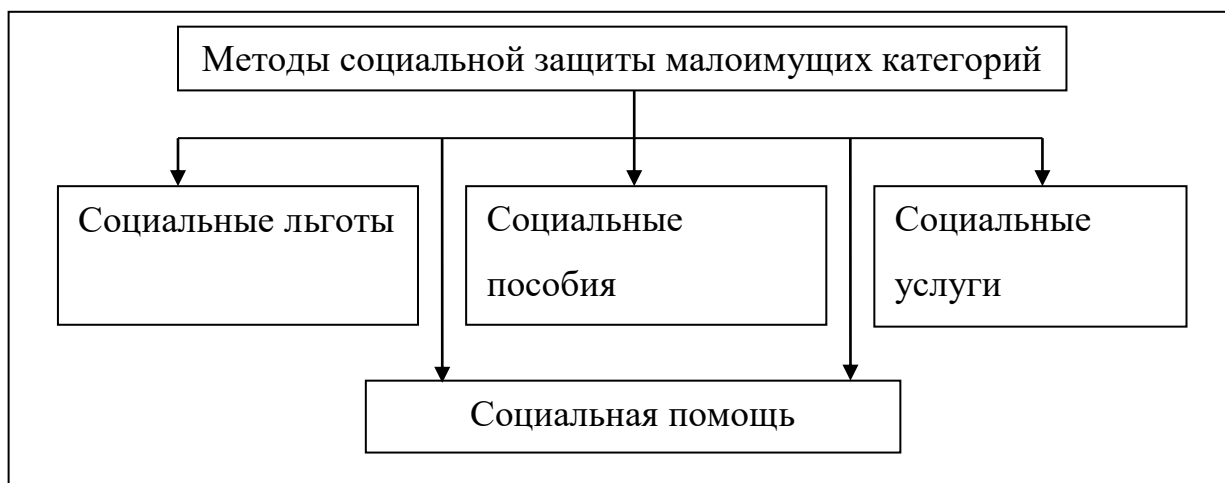 Методы социальной защиты малоимущих категорий
Социальные льготы
Социальные
пособия
Социальные
услуги
Социальная помощь